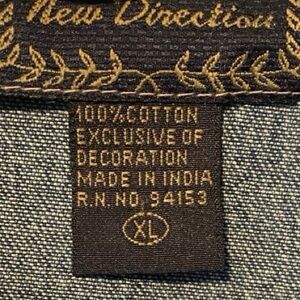 New Direction
100% COTTON
EXCLUSIVE OF
DECORATION
MADE IN INDIA
R.N.NO. 94153
XL